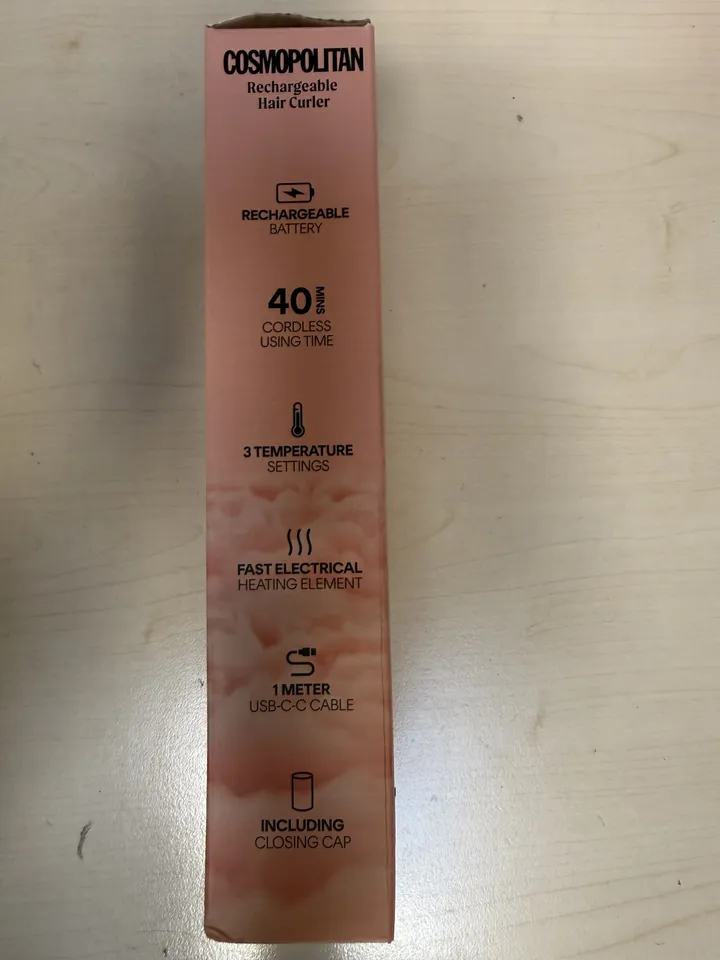 COSMOPOLITAN
Rechargeable
Hair Curler
RECHARGEABLE
BATTERY
40 MINS
CORDLESS
USING TIME
3 TEMPERATURE
SETTINGS
FAST ELECTRICAL
HEATING ELEMENT
1 METER
USB-C-C CABLE
INCLUDING
CLOSING CAP